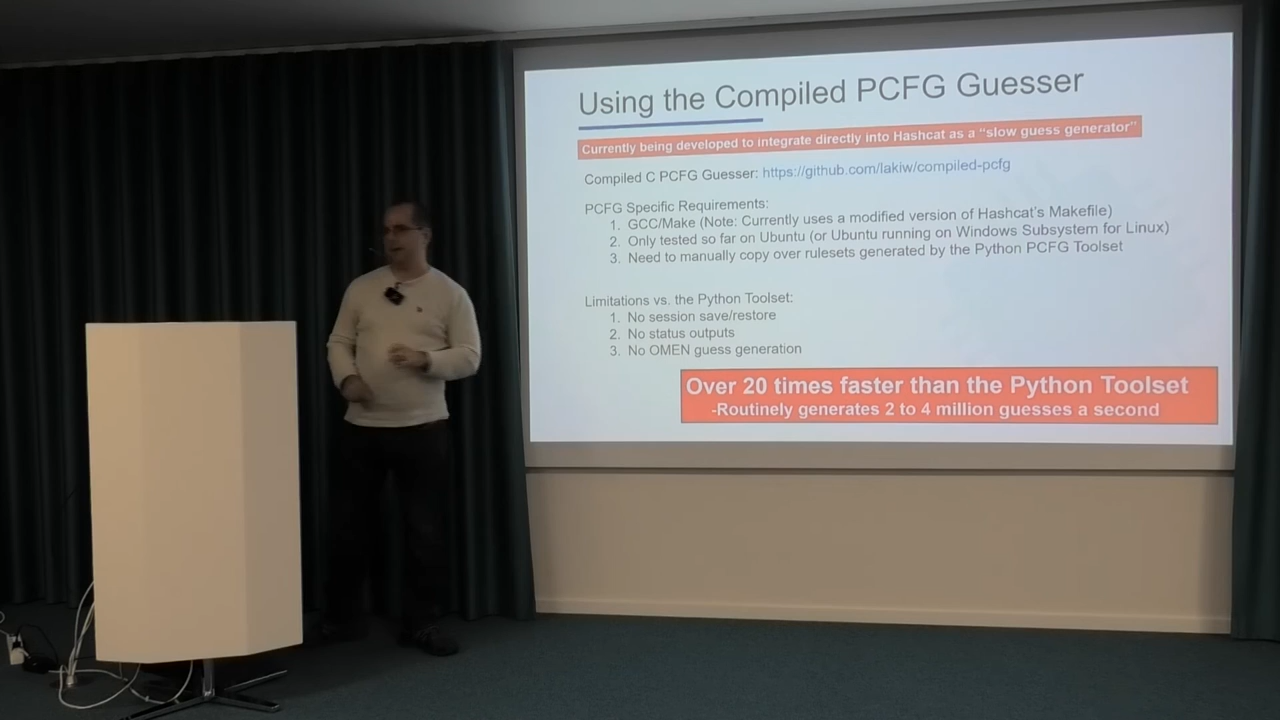 Using the Compiled PCFG Guesser
Currently being developed to integrate directly into Hashcat as a “slow guess generator”
Compiled C PCFG Guesser: https://github.com/lakiw/compiled-pcfg
PCFG Specific Requirements:
1. GCC/Make (Note: Currently uses a modified version of Hashcat's Makefile)
2. Only tested so far on Ubuntu (or Ubuntu running on Windows Subsystem for Linux)
3. Need to manually copy over rulesets generated by the Python PCFG Toolset
Limitations vs. the Python Toolset:
1. No session save/restore
2. No status outputs
3. No OMEN guess generation
Over 20 times faster than the Python Toolset
-Routinely generates 2 to 4 million guesses a second